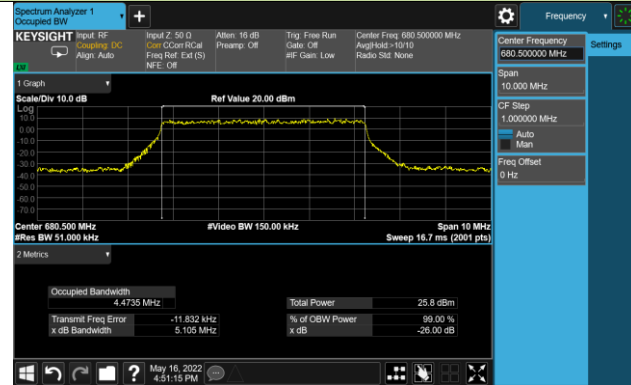 Spectrum Analyzer 1
Occupied BW
Frequency
KEYSIGHT
Input: RF
Coupling: DC
Align: Auto
Input Z: 50 Ω
Corr CCorr RCal
Freq Ref: Ext (S)
NFE: Off
Atten: 16 dB
Preamp: Off
Trig: Free Run
Gate: Off
#IF Gain: Low
Center Freq: 680.500000 MHz
Avg|Hold:>10/10
Radio Std: None
Center Frequency
680.500000 MHz
Settings
Span
10.000 MHz
CF Step
1.000000 MHz
Auto
Man
Freq Offset
0 Hz
1 Graph
Scale/Div 10.0 dB
Ref Value 20.00 dBm
Log
10.0
0.00
-10.0
-20.0
-30.0
-40.0
-50.0
-60.0
-70.0
Center 680.500 MHz
#Video BW 150.00 kHz
Span 10 MHz
#Res BW 51.000 kHz
Sweep 16.7 ms (2001 pts)
2 Metrics
Occupied Bandwidth
4.4735 MHz
Total Power
25.8 dBm
Transmit Freq Error
-11.832 kHz
% of OBW Power
99.00 %
x dB Bandwidth
5.105 MHz
x dB
-26.00 dB
?
May 16, 2022
4:51:15 PM